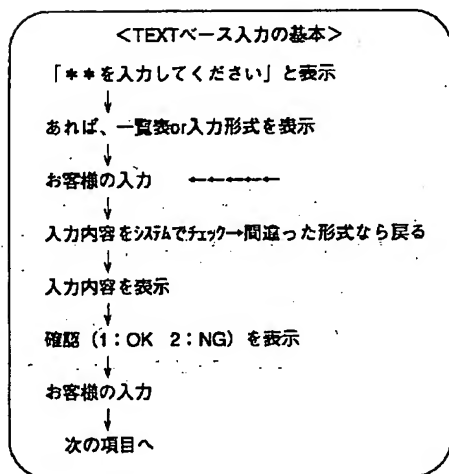 <TEXTベース入力の基本>
「**を入力してください」と表示
↓
あれば、一覧表or入力形式を表示
↓
お客様の入力 ←←←←←
↓
入力内容をシステムでチェック→間違った形式なら戻る
↓
入力内容を表示
↓
確認(1:OK 2:NG)を表示
↓
お客様の入力
↓
次の項目へ